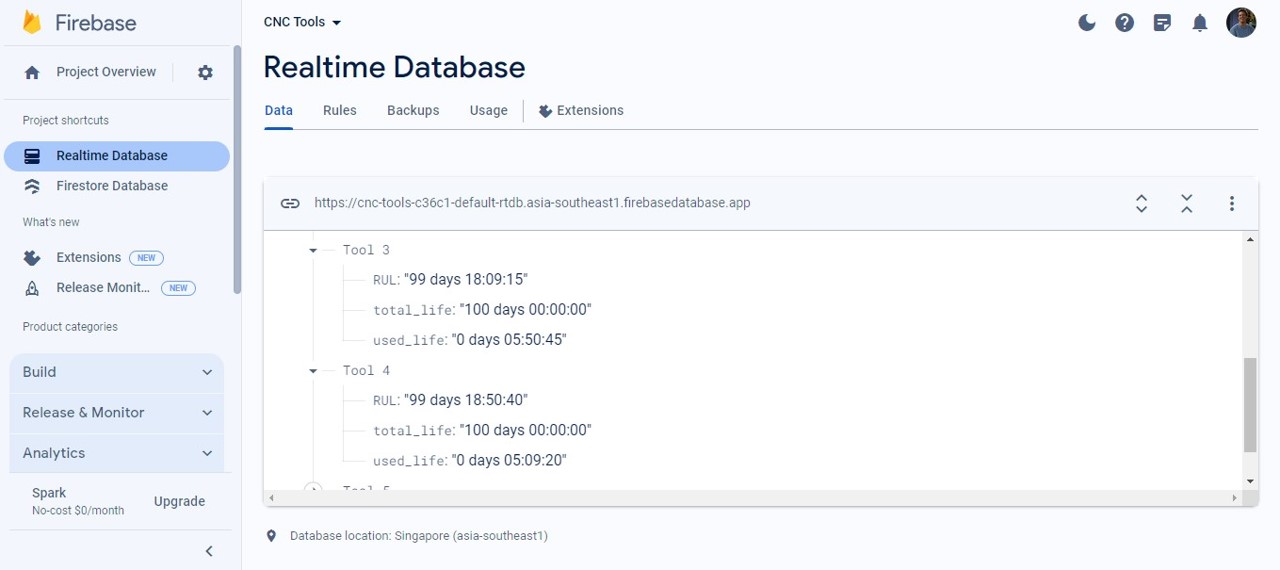 Firebase
Project Overview
Project shortcuts
Realtime Database
Firestore Database
What's new
Extensions NEW
Release Monit... NEW
Product categories
Build
Release & Monitor
Analytics
Spark
No-cost $0/month
Upgrade
CNC Tools
Realtime Database
Data Rules Backups Usage Extensions
https://cnc-tools-c36c1-default-rtdb.asia-southeast1.firebasedatabase.app
Tool 3
RUL: "99 days 18:09:15"
total_life: "100 days 00:00:00"
used_life: "0 days 05:50:45"
Tool 4
RUL: "99 days 18:50:40"
total_life: "100 days 00:00:00"
used_life: "0 days 05:09:20"
Tool 5
Database location: Singapore (asia-southeast1)